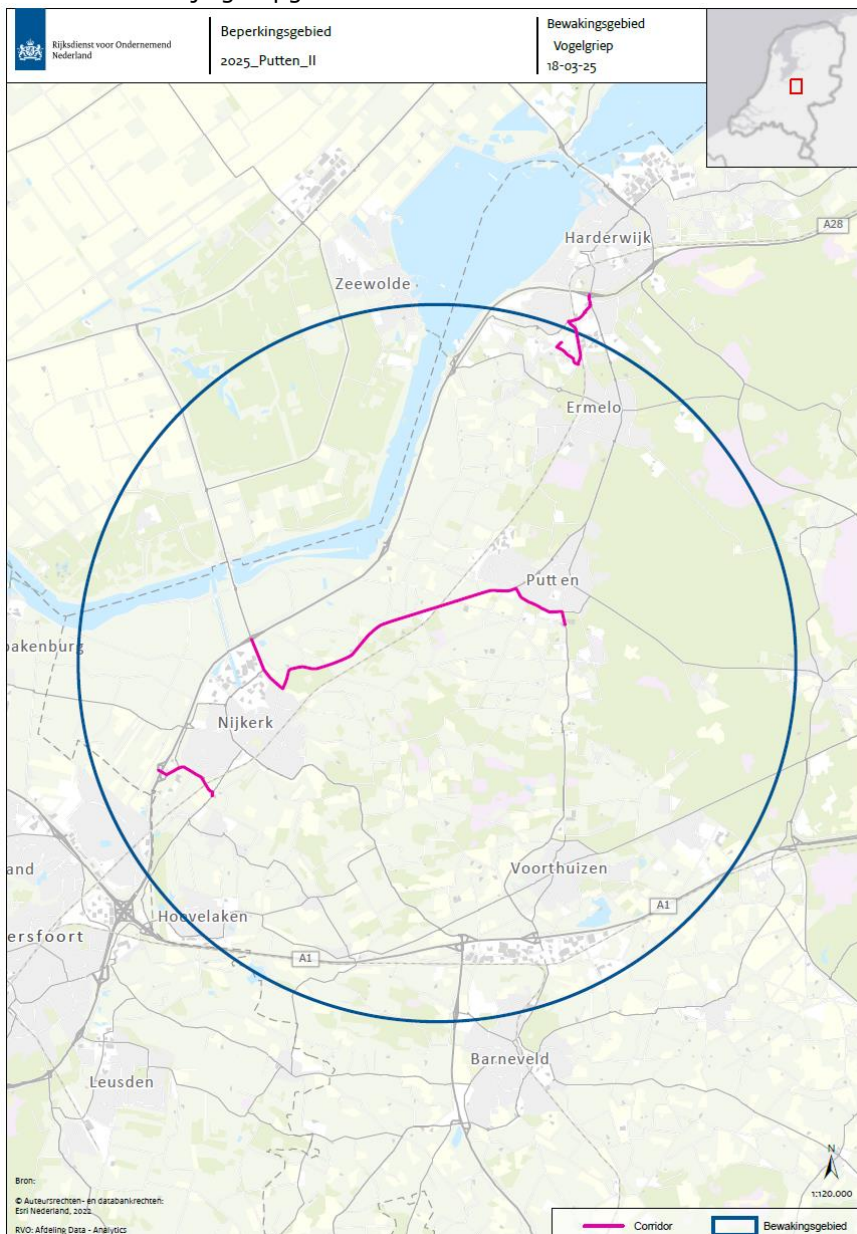 Rijksdienst voor Ondernemend
Nederland
Beperkingsgebied
2025_Putten_II
Bewakingsgebied
Vogelgriep
18-03-25
Harderwijk
A28
Zeewolde
Ermelo
Putten
pakenburg
Nijkerk
Voorthuizen
and
Hoevelaken
A1
ersfoort
A1
Barneveld
Leusden
Bron:
© Auteursrechten- en databankrechten:
Esri Nederland, 2022
RVO: Afdeling Data - Analytics
N
1:120.000
Corridor
Bewakingsgebied